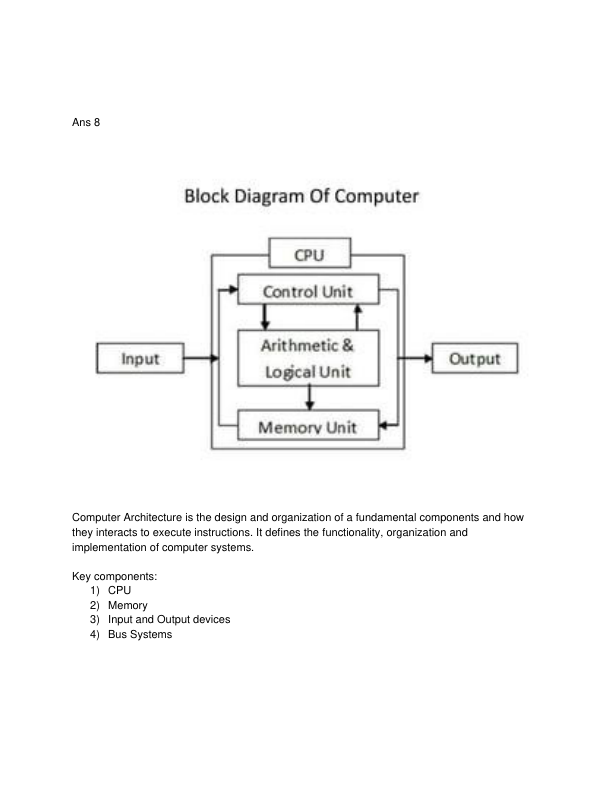 Ans 8
Block Diagram Of Computer
CPU
Control Unit
Arithmetic &
Logical Unit
Input
Output
Memory Unit
Computer Architecture is the design and organization of a fundamental components and how
they interacts to execute instructions. It defines the functionality, organization and
implementation of computer systems.
Key components:
1) CPU
2) Memory
3) Input and Output devices
4) Bus Systems